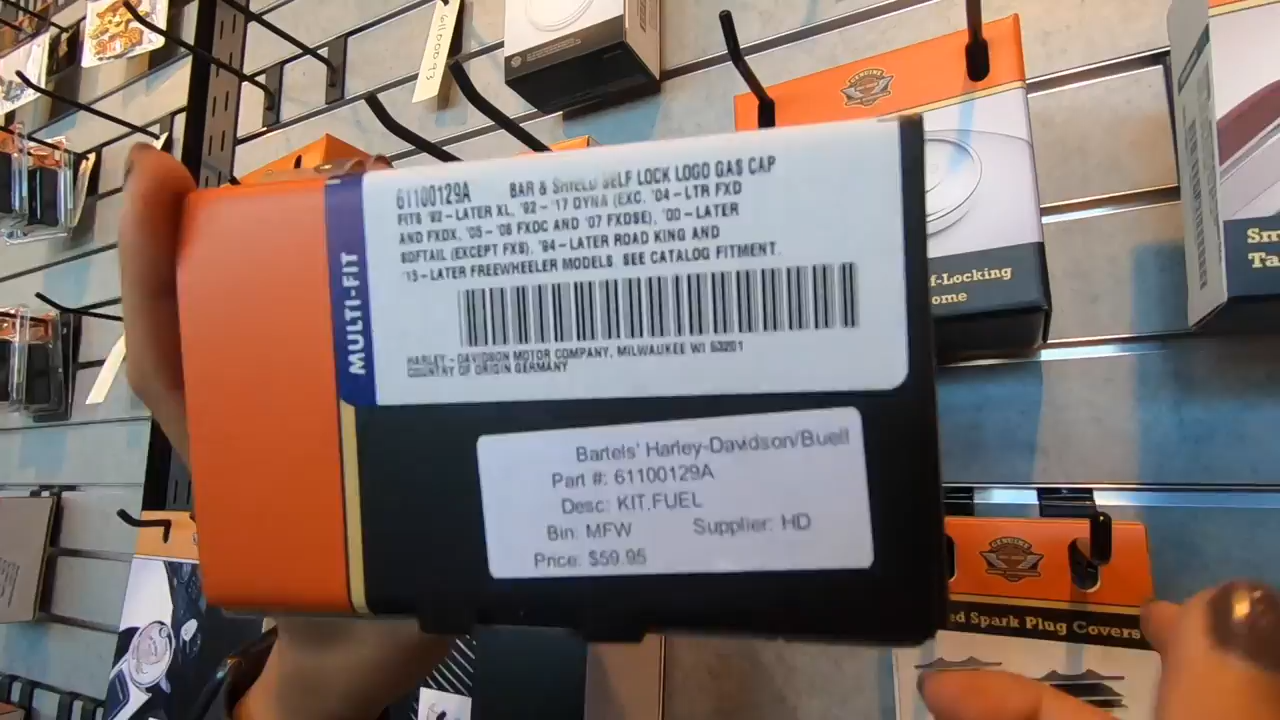 61100093
GENUINE
f-Locking
ome
Sm
Ta
MULTI-FIT
61100129A BAR & SHIELD SELF LOCK LOGO GAS CAP
FITS '92-LATER XL, '92-'17 DYNA (EXC. '04-LTR FXD
AND FXDX, '05-'08 FXDC AND '07 FXDSE), '00-LATER
SOFTAIL (EXCEPT FXS), '94-LATER ROAD KING AND
'15-LATER FREEWHEELER MODELS. SEE CATALOG FITMENT.
HARLEY-DAVIDSON MOTOR COMPANY, MILWAUKEE WI 53201
COUNTRY OF ORIGIN GERMANY
Bartels' Harley-Davidson/Buell
Part #: 61100129A
Desc: KIT,FUEL
Bin: MFW Supplier: HD
Price: $59.95
GENUINE
ed Spark Plug Covers